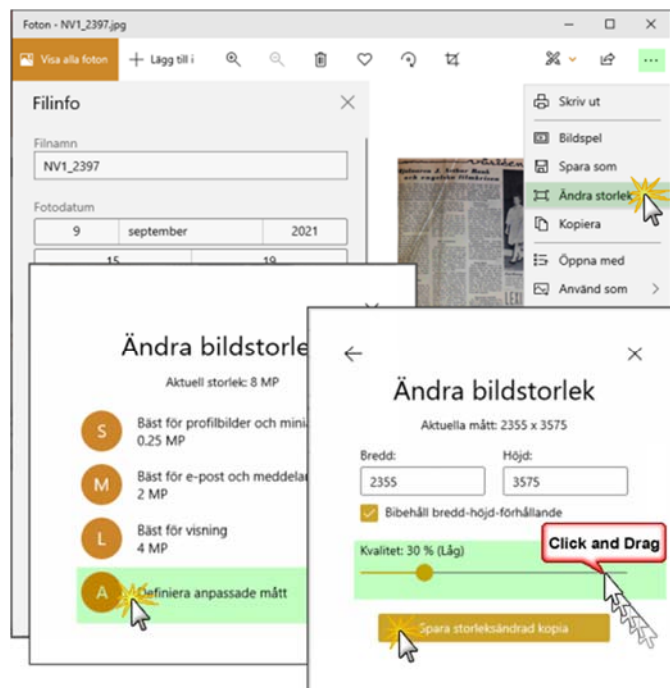 Foton - NV1_2397.jpg
Visa alla foton
Lägg till i
Filinfo
Filnamn
NV1_2397
Fotodatum
9 september 2021
15 19
Skriv ut
Bildspel
Spara som
Ändra storlek
Kopiera
Öppna med
Använd som
Ändra bildstorle
Aktuell storlek: 8 MP
S
Bäst för profilbilder och mini
0.25 MP
M
Bäst för e-post och meddela
2 MP
L
Bäst för visning
4 MP
A
Definiera anpassade mått
Ändra bildstorlek
Aktuella mått: 2355 x 3575
Bredd: Höjd:
2355 3575
Bibehåll bredd-höjd-förhållande
Kvalitet: 30 % (Låg)
Click and Drag
Spara storleksändrad kopia